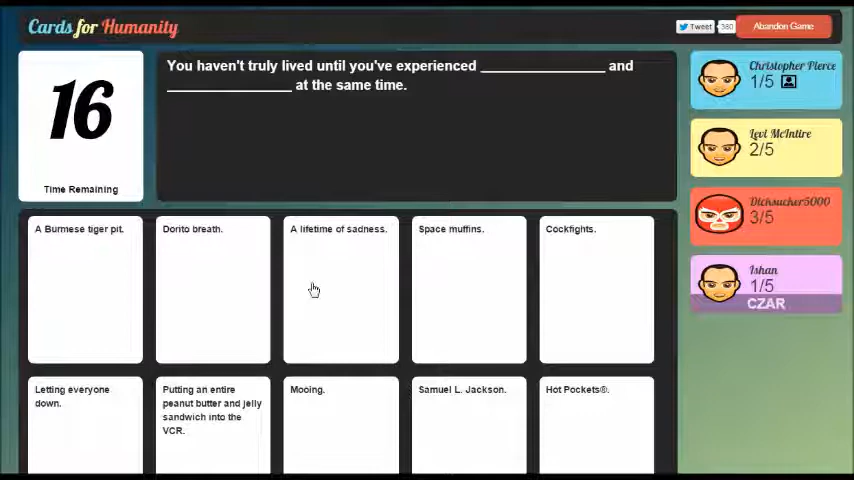 Cards for Humanity
Tweet 380 Abandon Game
16
Time Remaining
You haven't truly lived until you've experienced _______________ and
_______________ at the same time.
Christopher Pierce
1/5
Levi McIntire
2/5
Dicksucker5000
3/5
Ishan
1/5
CZAR
A Burmese tiger pit.
Dorito breath.
A lifetime of sadness.
Space muffins.
Cockfights.
Letting everyone
down.
Putting an entire
peanut butter and jelly
sandwich into the
VCR.
Mooing.
Samuel L. Jackson.
Hot Pockets®.